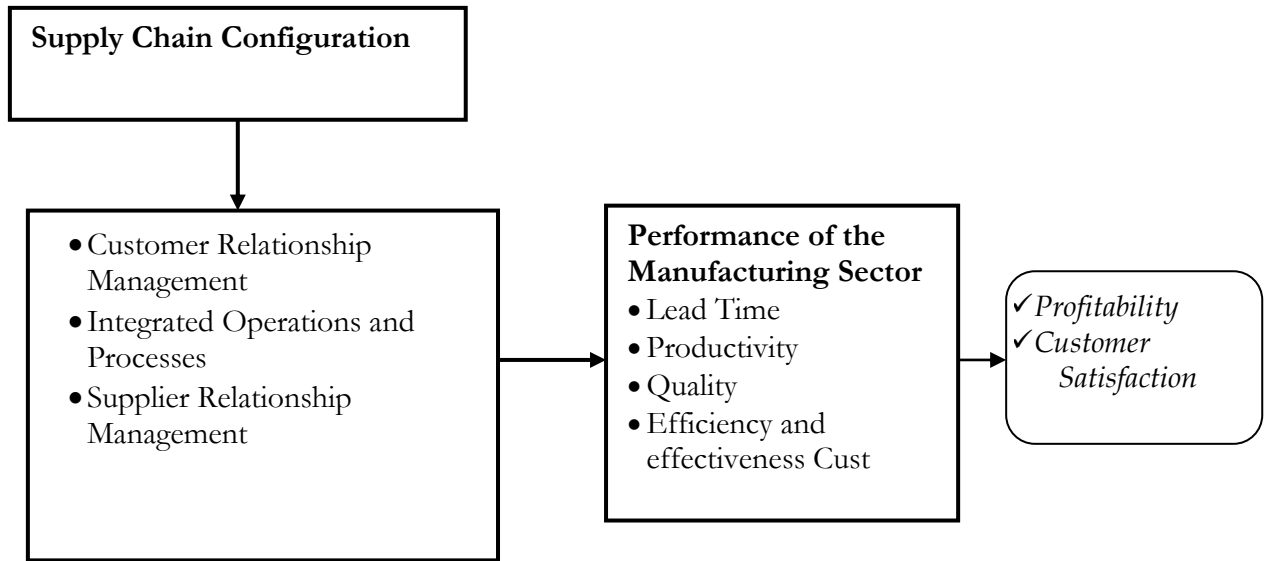 Supply Chain Configuration
• Customer Relationship
Management
• Integrated Operations and
Processes
• Supplier Relationship
Management
Performance of the
Manufacturing Sector
• Lead Time
• Productivity
• Quality
• Efficiency and
effectiveness Cust
✓ Profitability
✓ Customer
Satisfaction